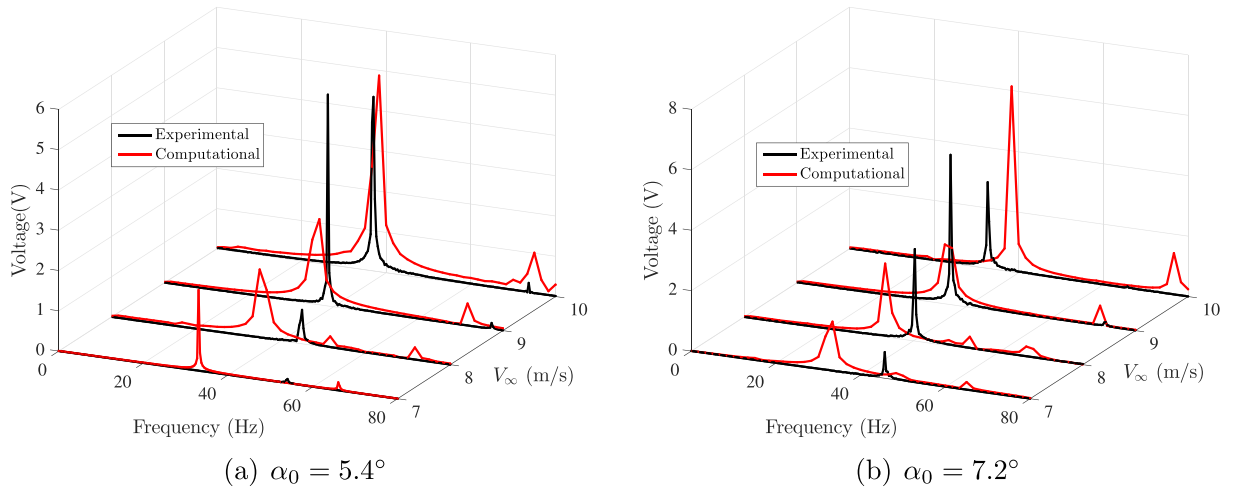 6
5
4
3
2
1
0
Voltage(V)
Experimental
Computational
0
20
40
60
80
Frequency (Hz)
7
8
9
10
V∞ (m/s)
(a) α₀ = 5.4°
8
6
4
2
0
Voltage (V)
Experimental
Computational
0
20
40
60
80
Frequency (Hz)
7
8
9
10
V∞ (m/s)
(b) α₀ = 7.2°